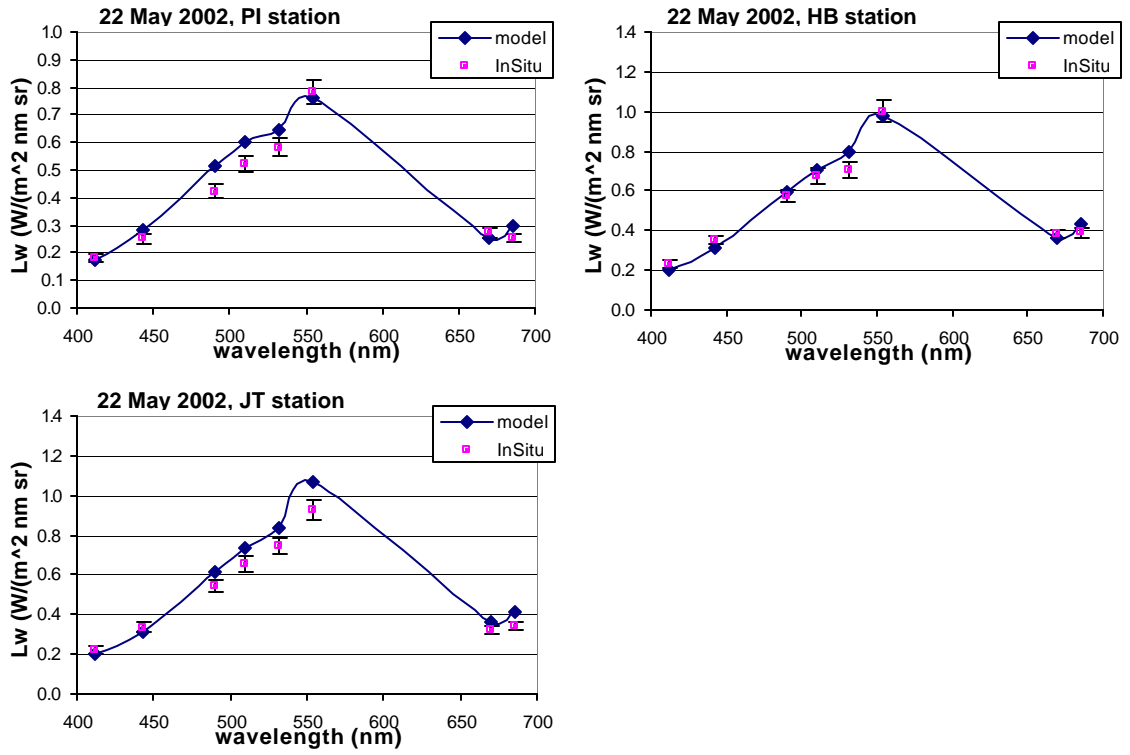 22 May 2002, PI station
model
InSitu
Lw (W/(m^2 nm sr)
1.0
0.9
0.8
0.7
0.6
0.5
0.4
0.3
0.2
0.1
0.0
400 450 500 550 600 650 700
wavelength (nm)
22 May 2002, HB station
model
InSitu
Lw (W/(m^2 nm sr)
1.4
1.2
1.0
0.8
0.6
0.4
0.2
0.0
400 450 500 550 600 650 700
wavelength (nm)
22 May 2002, JT station
model
InSitu
Lw (W/(m^2 nm sr)
1.4
1.2
1.0
0.8
0.6
0.4
0.2
0.0
400 450 500 550 600 650 700
wavelength (nm)